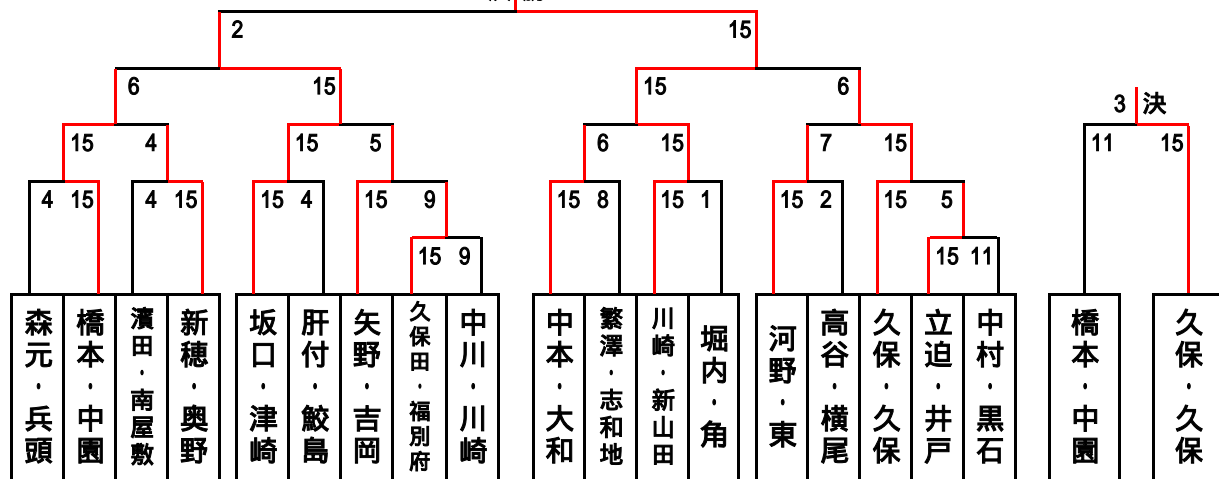 2 15
6 15 15 6
3 決
15 4 15 5 6 15 7 15 11 15
4 15 4 15 15 4 15 9 15 8 15 1 15 2 15 5
15 9 15 11
森元・兵頭
橋本・中園
濱田・南屋敷
新穂・奥野
坂口・津崎
肝付・鮫島
矢野・吉岡
久保田・福別府
中川・川崎
中本・大和
繁澤・志和地
川崎・新山田
堀内・角
河野・東
高谷・横尾
久保・久保
立迫・井戸
中村・黒石
橋本・中園
久保・久保